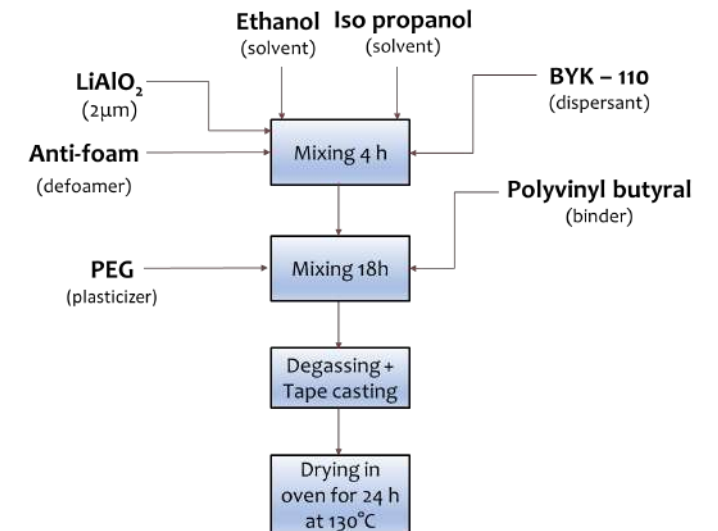 Ethanol
(solvent)
Iso propanol
(solvent)
LiAlO₂
(2µm)
BYK – 110
(dispersant)
Anti-foam
(defoamer)
Mixing 4 h
Polyvinyl butyral
(binder)
PEG
(plasticizer)
Mixing 18h
Degassing +
Tape casting
Drying in
oven for 24 h
at 130°C